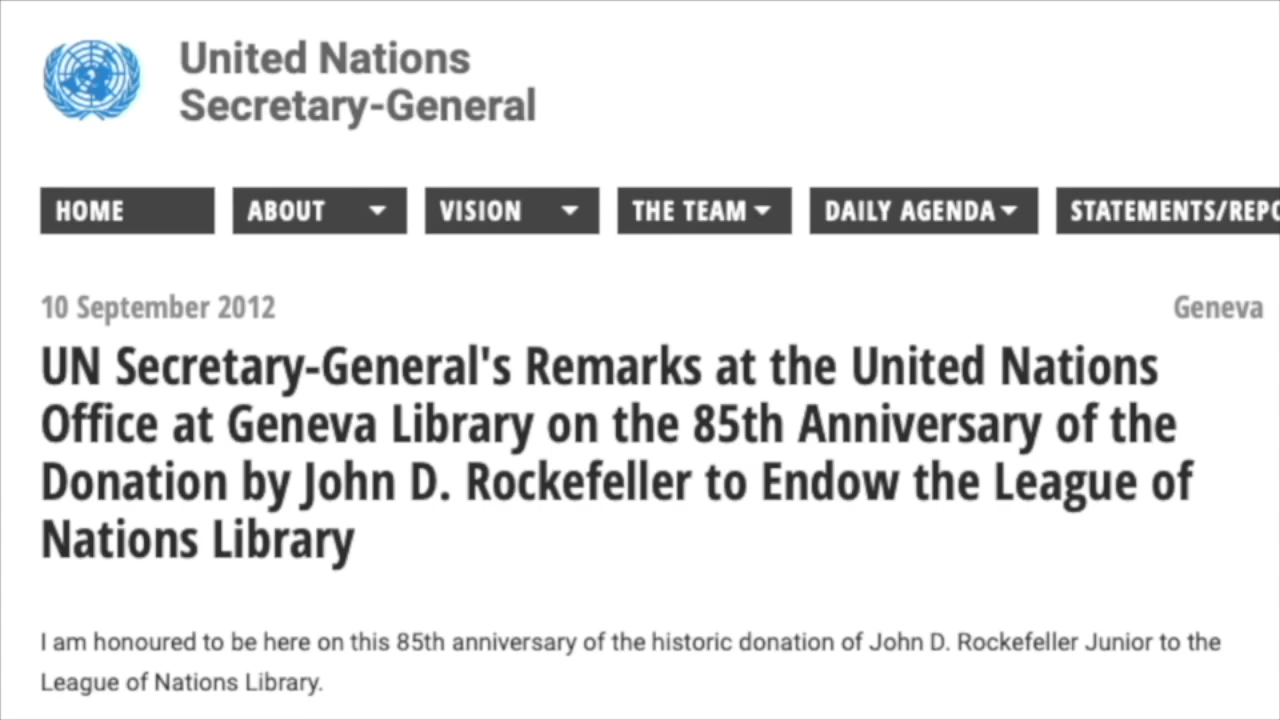 United Nations
Secretary-General
HOME ABOUT VISION THE TEAM DAILY AGENDA STATEMENTS/REPO
10 September 2012 Geneva
UN Secretary-General's Remarks at the United Nations
Office at Geneva Library on the 85th Anniversary of the
Donation by John D. Rockefeller to Endow the League of
Nations Library
I am honoured to be here on this 85th anniversary of the historic donation of John D. Rockefeller Junior to the
League of Nations Library.